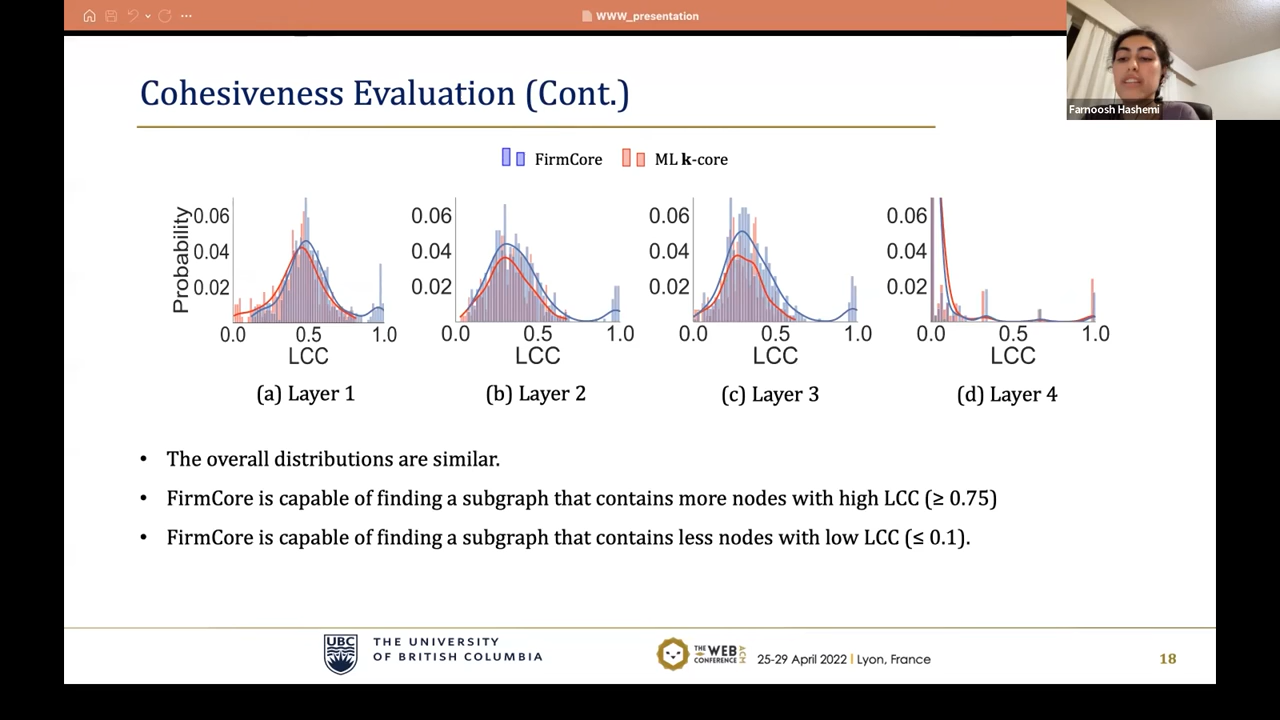 WWW_presentation
Farnoosh Hashemi
Cohesiveness Evaluation (Cont.)
FirmCore ML k-core
Probability
0.06 0.04 0.02
0.0 0.5 1.0
LCC
(a) Layer 1
0.06 0.04 0.02
0.0 0.5 1.0
LCC
(b) Layer 2
0.06 0.04 0.02
0.0 0.5 1.0
LCC
(c) Layer 3
0.06 0.04 0.02
0.0 0.5 1.0
LCC
(d) Layer 4
• The overall distributions are similar.
• FirmCore is capable of finding a subgraph that contains more nodes with high LCC (≥ 0.75)
• FirmCore is capable of finding a subgraph that contains less nodes with low LCC (≤ 0.1).
UBC
THE UNIVERSITY
OF BRITISH COLUMBIA
THE WEB
CONFERENCE
ACM
25-29 April 2022 | Lyon, France
18